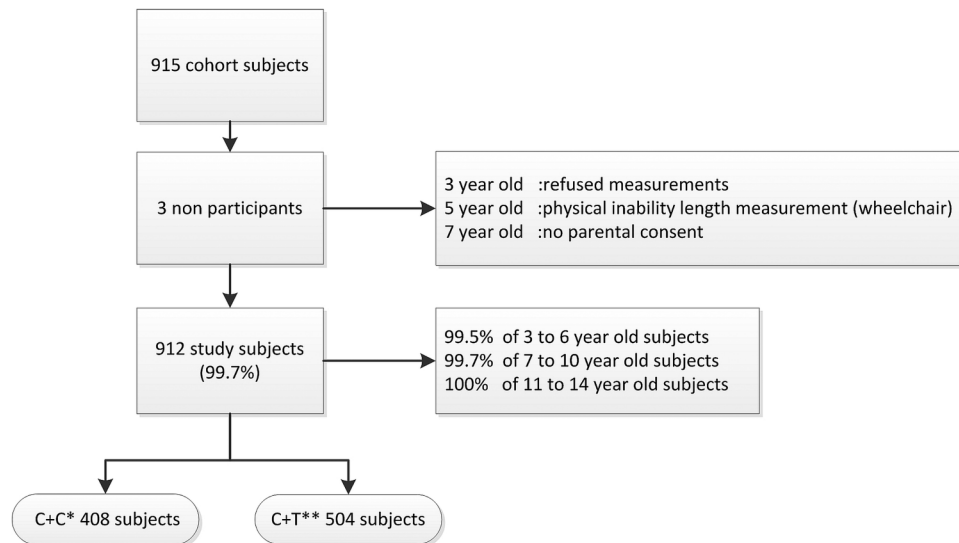 915 cohort subjects
3 non participants
3 year old :refused measurements
5 year old :physical inability length measurement (wheelchair)
7 year old :no parental consent
912 study subjects
(99.7%)
99.5% of 3 to 6 year old subjects
99.7% of 7 to 10 year old subjects
100% of 11 to 14 year old subjects
C+C* 408 subjects
C+T** 504 subjects